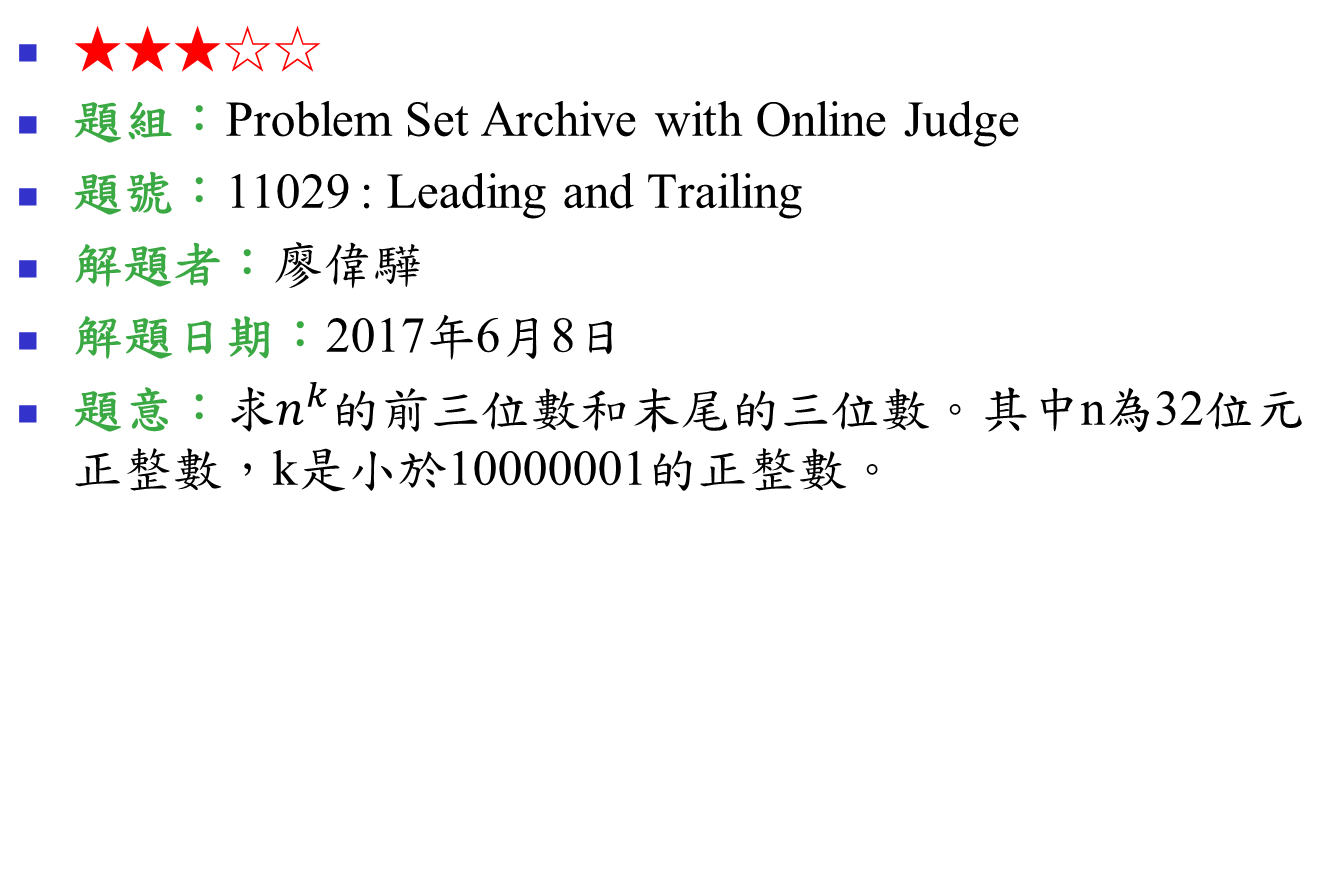 ■ ★★★☆☆
■ 題組：Problem Set Archive with Online Judge
■ 題號：11029 : Leading and Trailing
■ 解題者：廖偉驊
■ 解題日期：2017年6月8日
■ 題意：求n^k的前三位數和末尾的三位數。其中n為32位元
正整數，k是小於10000001的正整數。